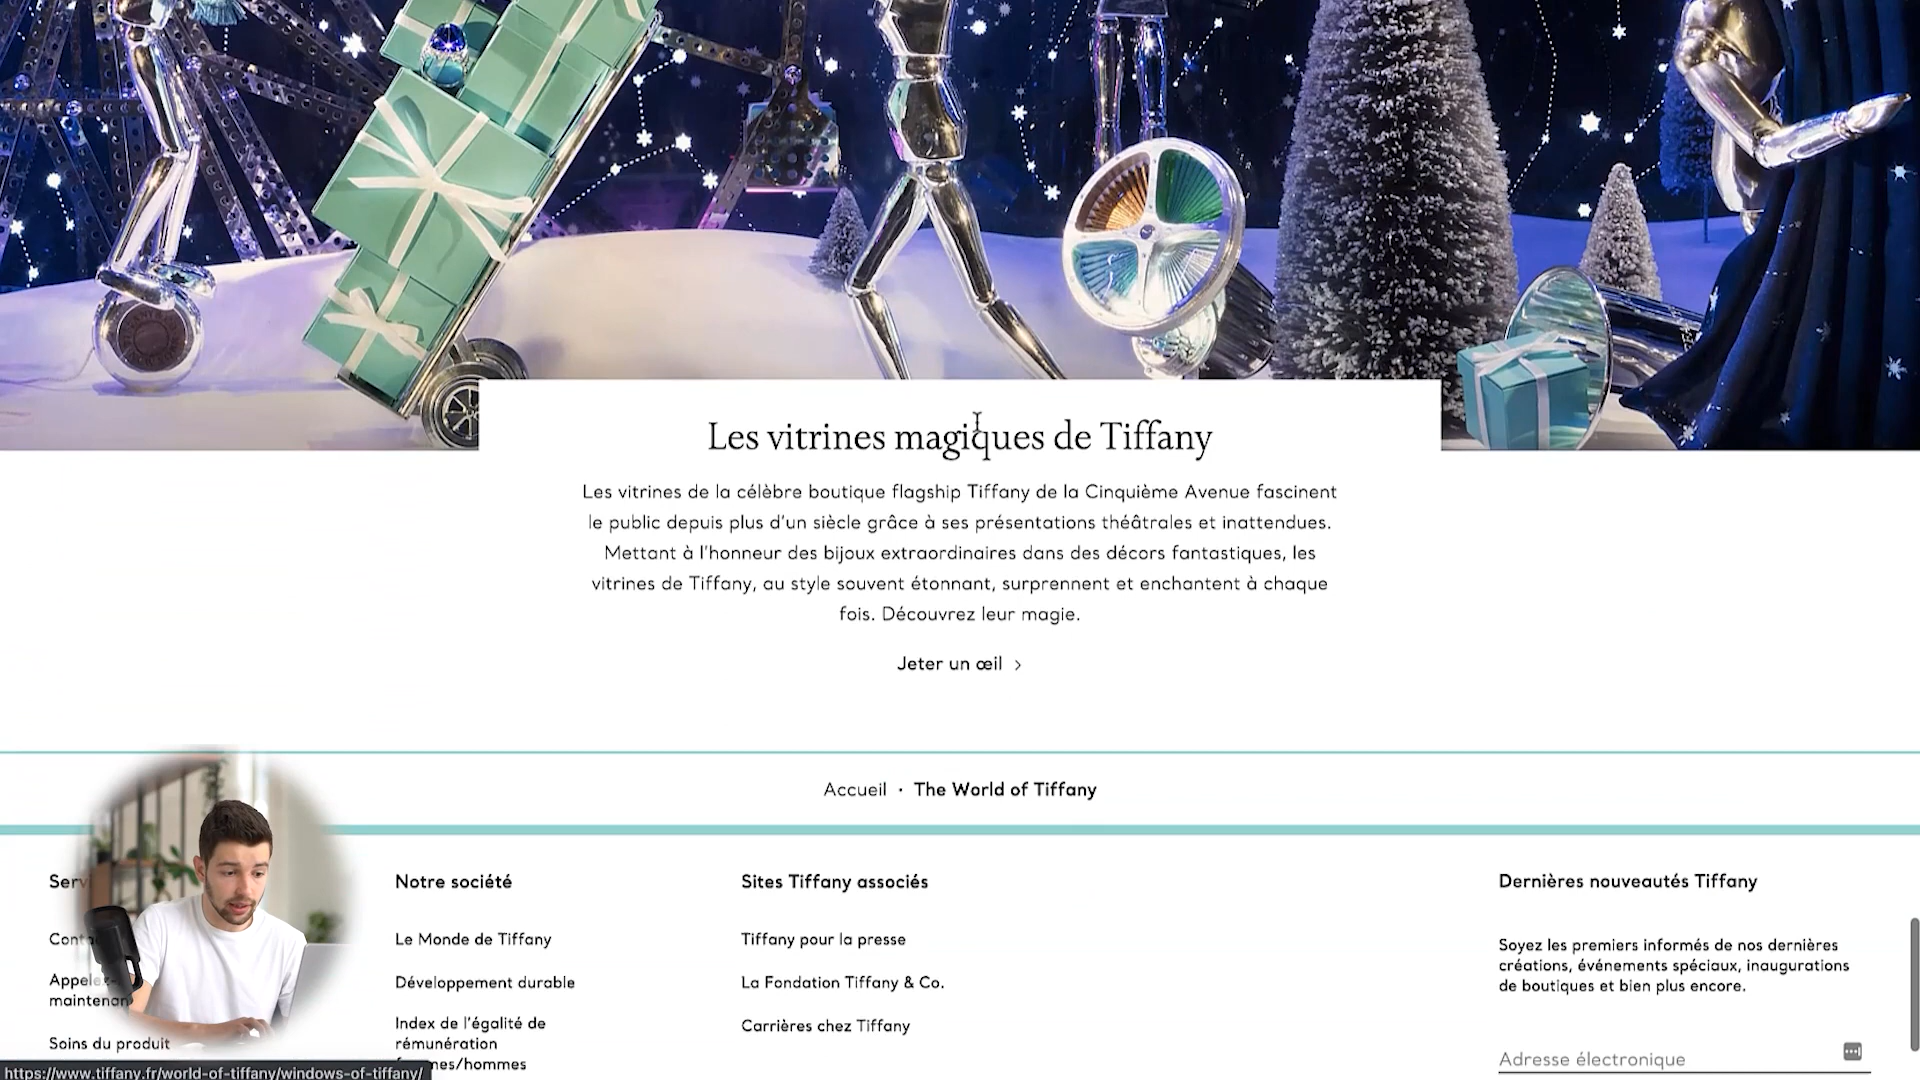 Les vitrines magiques de Tiffany
Les vitrines de la célèbre boutique flagship Tiffany de la Cinquième Avenue fascinent
le public depuis plus d'un siècle grâce à ses présentations théâtrales et inattendues.
Mettant à l'honneur des bijoux extraordinaires dans des décors fantastiques, les
vitrines de Tiffany, au style souvent étonnant, surprennent et enchantent à chaque
fois. Découvrez leur magie.
Jeter un œil >
Accueil · The World of Tiffany
Notre société
Le Monde de Tiffany
Développement durable
Index de l'égalité de
rémunération
Soins du produit
Sites Tiffany associés
Tiffany pour la presse
La Fondation Tiffany & Co.
Carrières chez Tiffany
Dernières nouveautés Tiffany
Soyez les premiers informés de nos dernières
créations, événements spéciaux, inaugurations
de boutiques et bien plus encore.
Adresse électronique
https://www.tiffany.fr/world-of-tiffany/windows-of-tiffany/